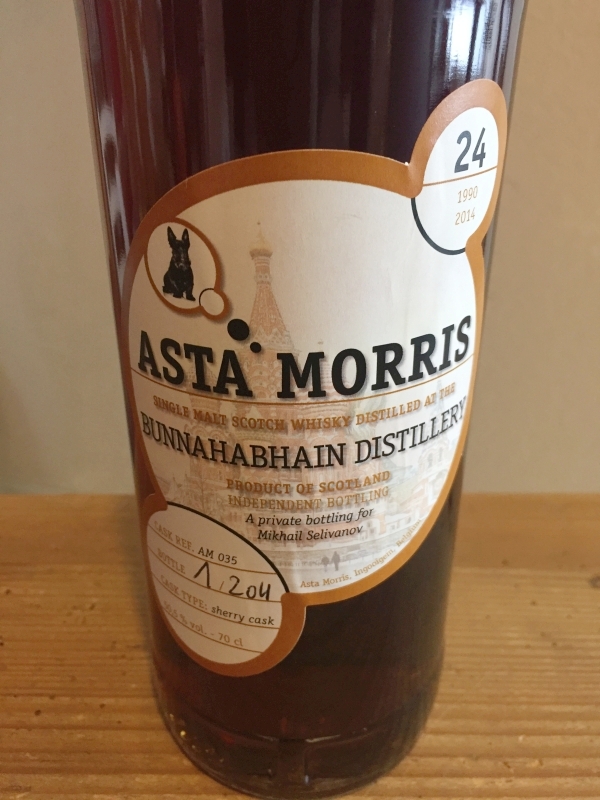 24
1990
2014
ASTA MORRIS
SINGLE MALT SCOTCH WHISKY DISTILLED AT THE
BUNNAHABHAIN DISTILLERY
PRODUCT OF SCOTLAND
INDEPENDENT BOTTLING
A private bottling for
Mikhail Selivanov
CASK REF. AM 035
BOTTLE 1/204
CASK TYPE: sherry cask
% vol. - 70 cl
Asta Morris,